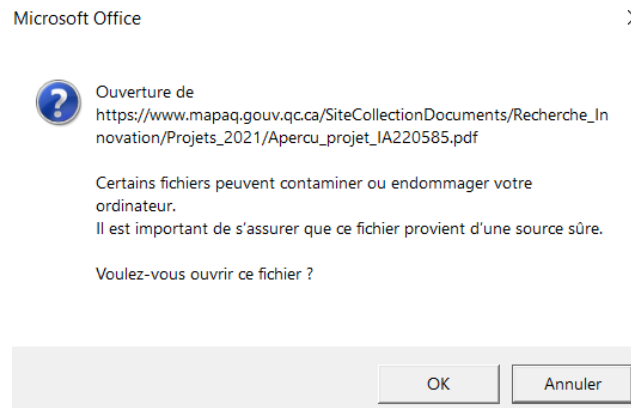 Microsoft Office
Ouverture de
https://www.mapaq.gouv.qc.ca/SiteCollectionDocuments/Recherche_In
novation/Projets_2021/Apercu_projet_IA220585.pdf
Certains fichiers peuvent contaminer ou endommager votre
ordinateur.
Il est important de s’assurer que ce fichier provient d’une source sûre.
Voulez-vous ouvrir ce fichier ?
OK
Annuler